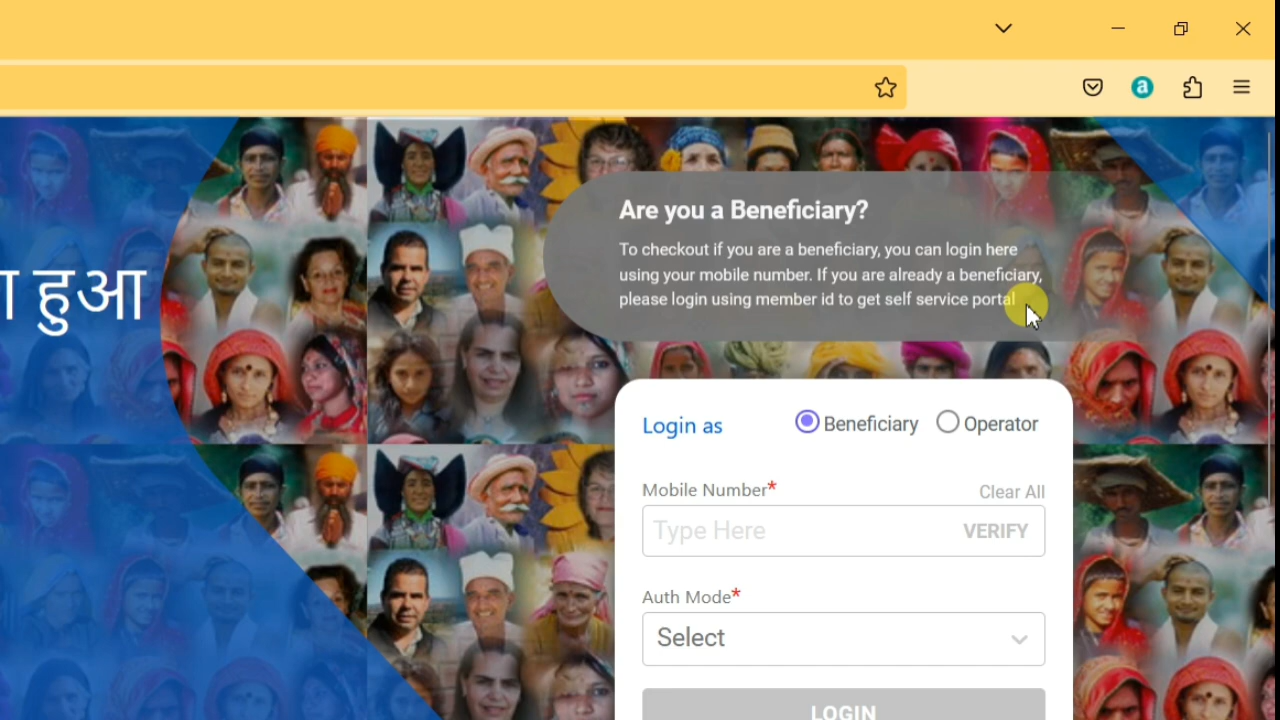 हुआ
Are you a Beneficiary?
To checkout if you are a beneficiary, you can login here
using your mobile number. If you are already a beneficiary,
please login using member id to get self service portal
Login as Beneficiary Operator
Mobile Number* Clear All
Type Here VERIFY
Auth Mode*
Select
LOGIN